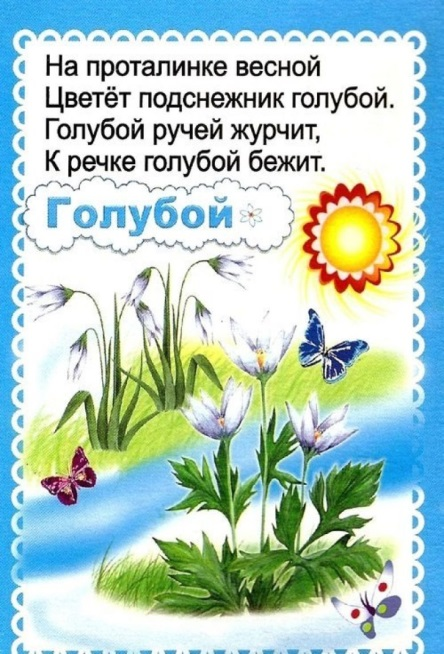 На проталинке весной
Цветёт подснежник голубой.
Голубой ручей журчит,
К речке голубой бежит.
Голубой